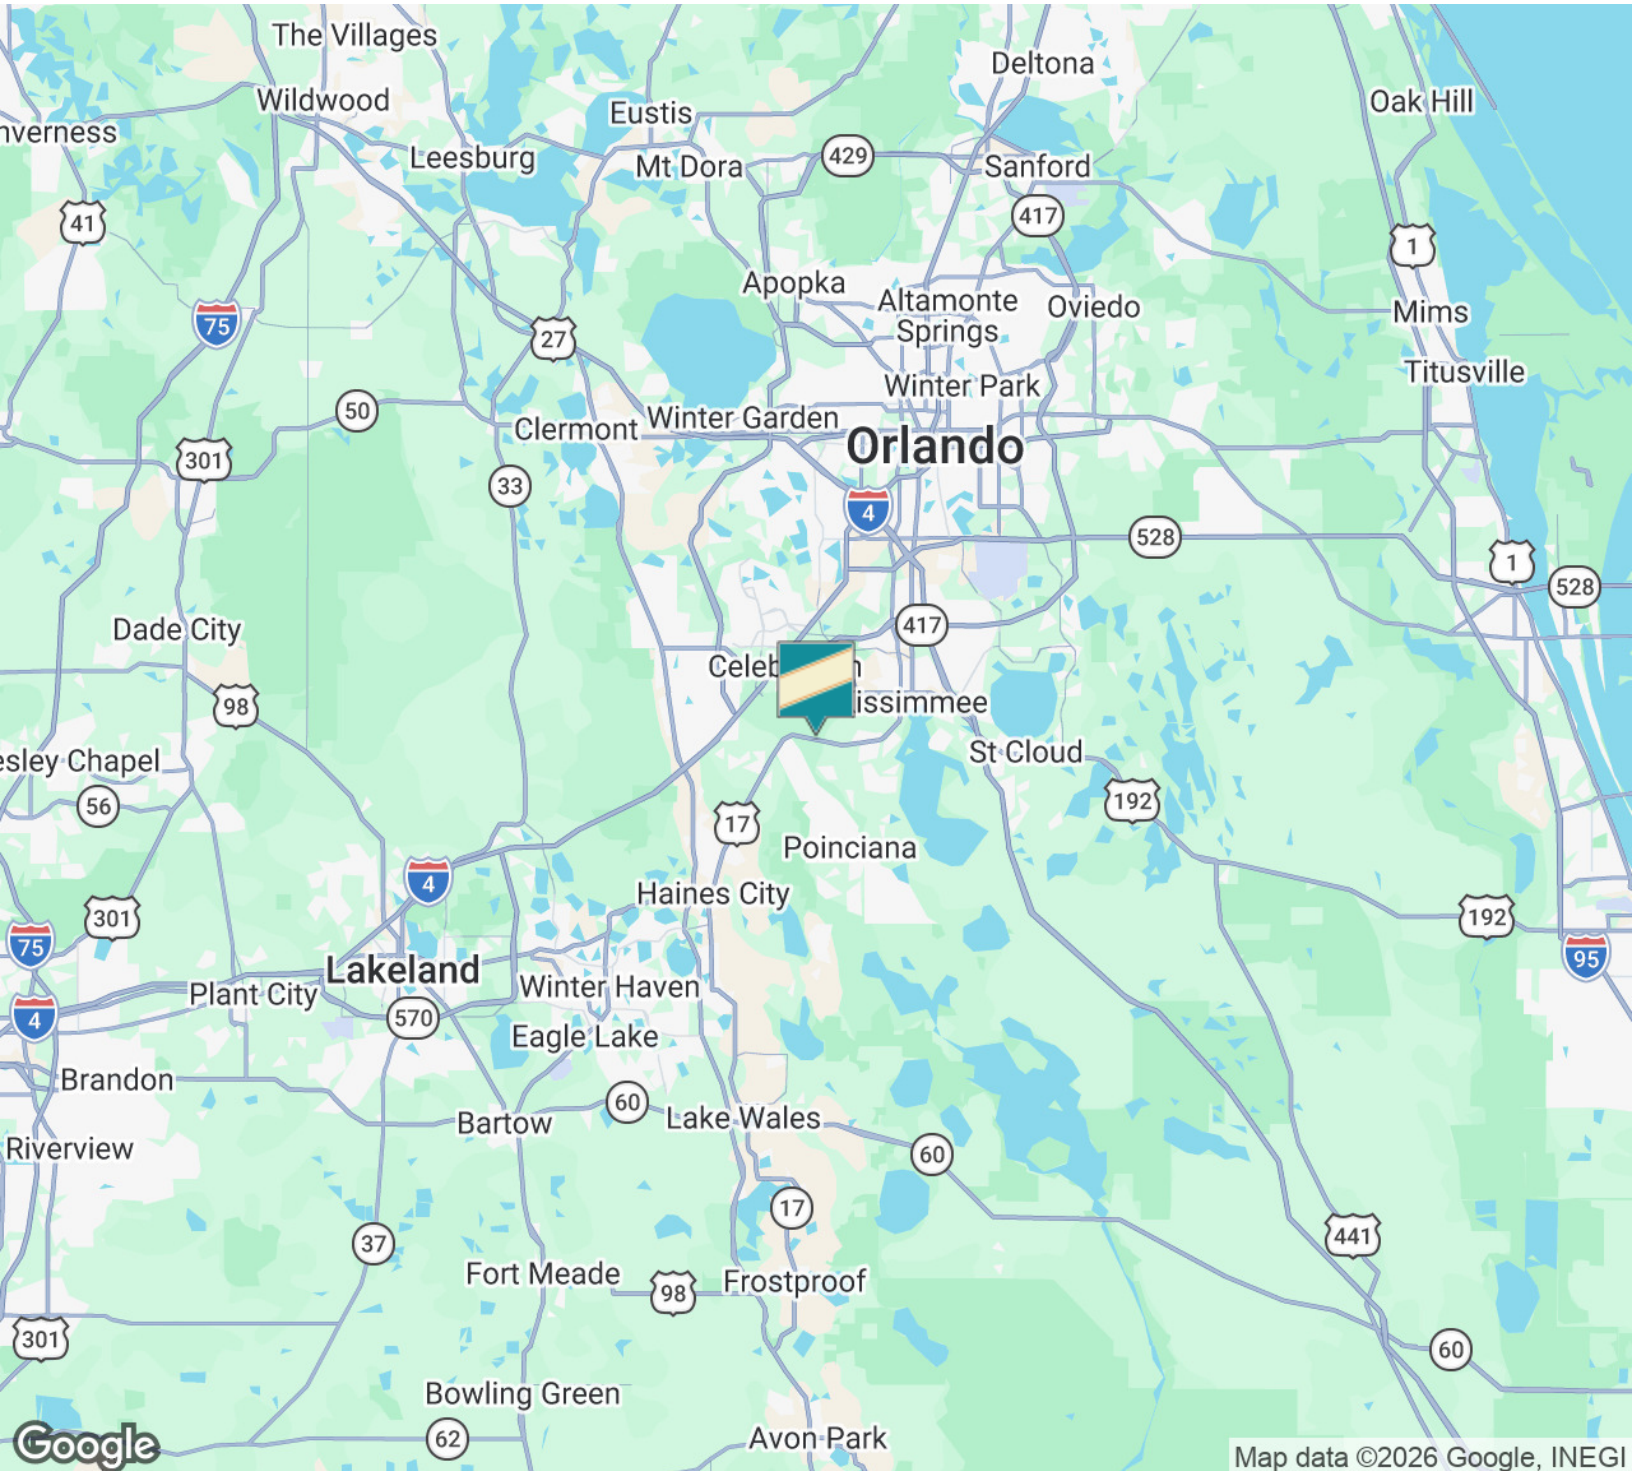 The Villages
Deltona
Wildwood
Oak Hill
Eustis
nverness
Leesburg
Mt Dora
429
Sanford
41
417
1
Apopka
Altamonte
Springs
Oviedo
Mims
75
27
Titusville
Winter Park
50
Clermont
Winter Garden
Orlando
301
33
4
528
1
528
Dade City
417
Celeb
n
98
issimmee
esley Chapel
St Cloud
56
192
17
Poinciana
4
Haines City
301
192
75
95
Lakeland
Plant City
Winter Haven
4
570
Eagle Lake
Brandon
60
Bartow
Lake Wales
Riverview
60
17
37
441
Fort Meade
98
Frostproof
301
60
Bowling Green
62
Avon Park
Google
Map data ©2026 Google, INEGI